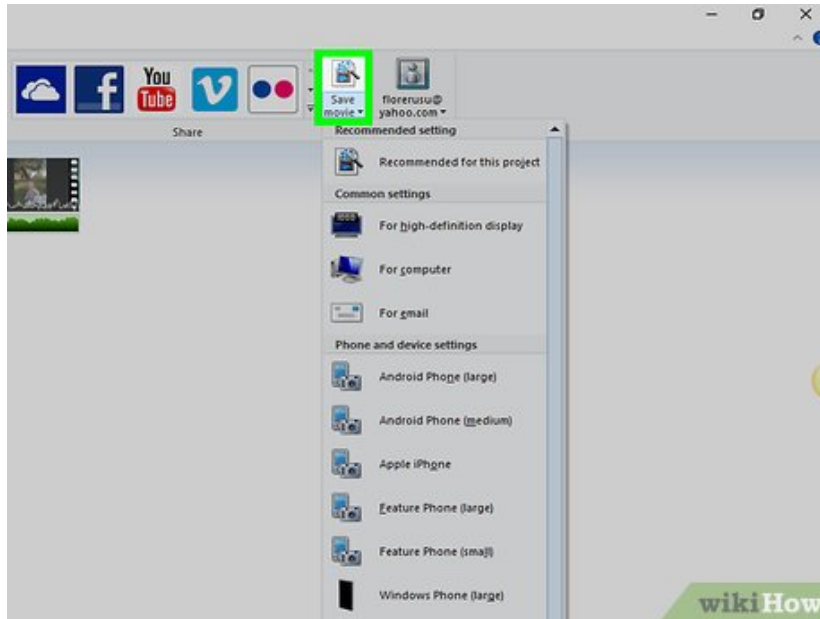 You
Tube
Save
movie
florerusu@
yahoo.com
Share
Recommended setting
Recommended for this project
Common settings
For high-definition display
For computer
For email
Phone and device settings
Android Phone (large)
Android Phone (medium)
Apple iPhone
Feature Phone (large)
Feature Phone (small)
Windows Phone (large)
wikiHow